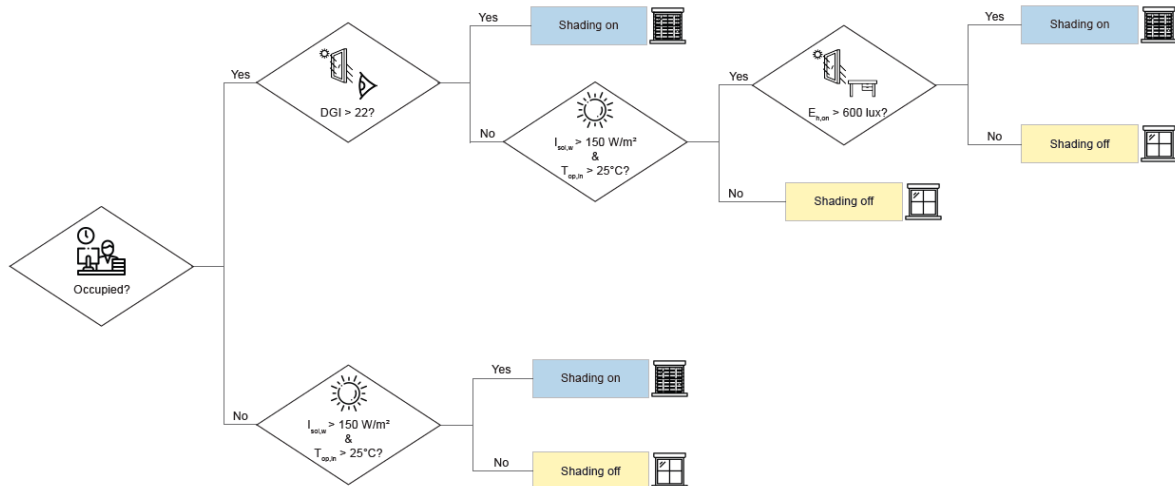 Yes
Shading on
Yes
Shading on
Yes
DGI > 22?
Yes
E_h,on > 600 lux?
No
I_sol,w > 150 W/m²
&
T_op,in > 25°C?
No
Shading off
No
Shading off
Occupied?
Yes
Shading on
No
I_sol,w > 150 W/m²
&
T_op,in > 25°C?
No
Shading off